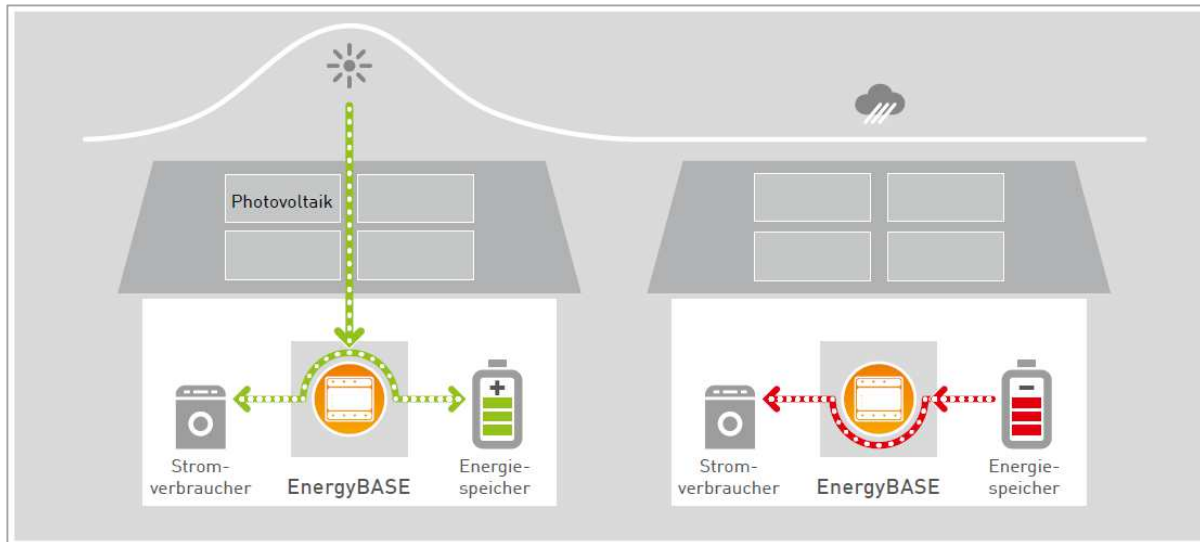 Photovoltaik
Strom-
verbraucher
EnergyBASE
Energie-
speicher
Strom-
verbraucher
EnergyBASE
Energie-
speicher